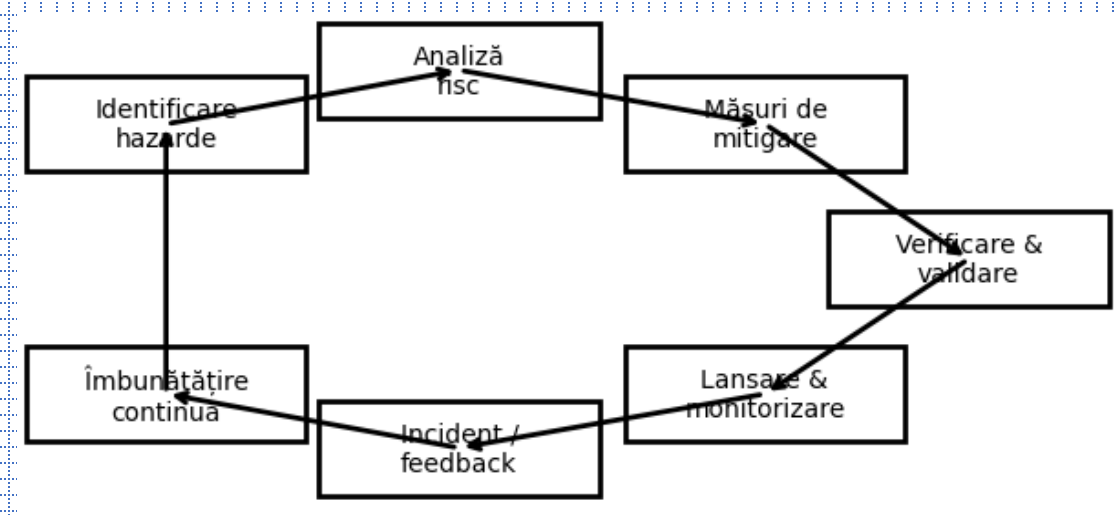 Analiză
risc
Identificare
hazarde
Măsuri de
mitigare
Verificare &
validare
Lansare &
monitorizare
Incident /
feedback
Îmbunătățire
continuă